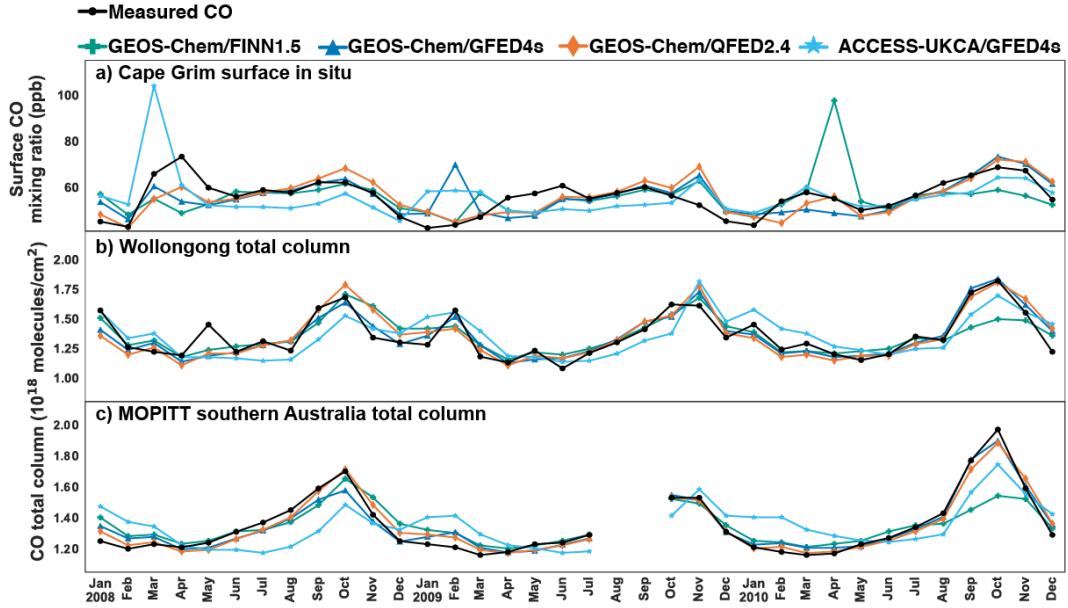 Measured CO
GEOS-Chem/FINN1.5 GEOS-Chem/GFED4s GEOS-Chem/QFED2.4 ACCESS-UKCA/GFED4s
a) Cape Grim surface in situ
Surface CO
mixing ratio (ppb)
100
80
60
40
b) Wollongong total column
CO total column (10^18 molecules/cm^2)
2.00
1.75
1.50
1.25
1.00
c) MOPITT southern Australia total column
2.00
1.80
1.60
1.40
1.20
Jan 2008 Feb Mar Apr May Jun Jul Aug Sep Oct Nov Dec Jan 2009 Feb Mar Apr May Jun Jul Aug Sep Oct Nov Dec Jan 2010 Feb Mar Apr May Jun Jul Aug Sep Oct Nov Dec